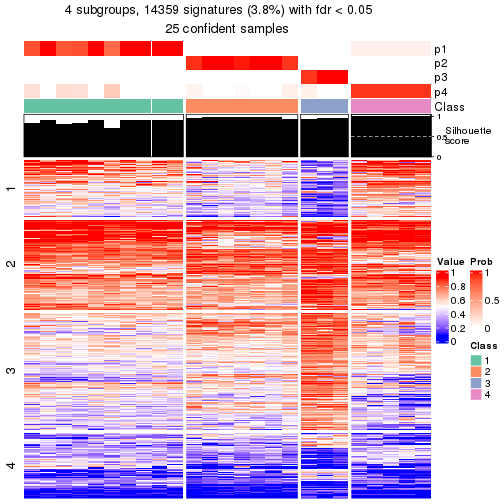 4 subgroups, 14359 signatures (3.8%) with fdr < 0.05
25 confident samples
p1
p2
p3
p4
Class
1
0.5
0
Silhouette
score
1
2
3
4
Value
1
0.8
0.6
0.4
0.2
0
Prob
1
0.5
0
Class
1
2
3
4